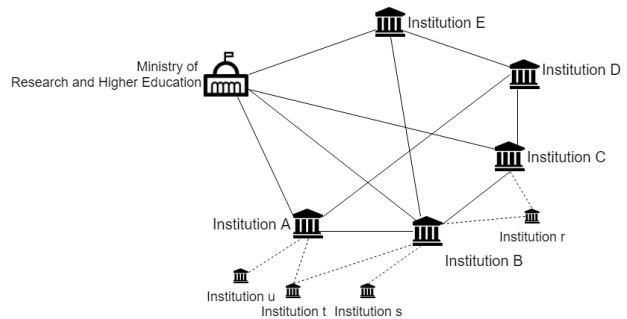 Institution E
Ministry of
Research and Higher Education
Institution D
Institution C
Institution A
Institution r
Institution B
Institution u
Institution t
Institution s